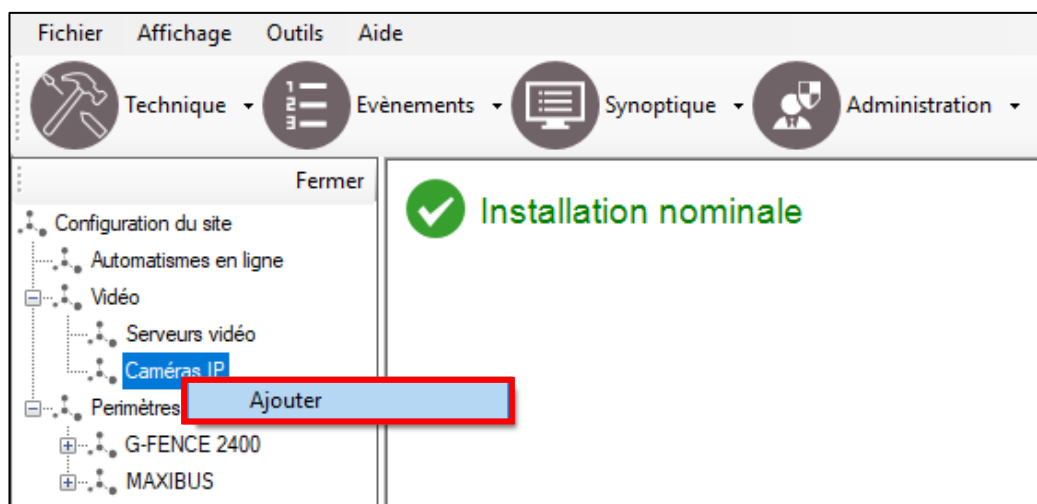 Fichier Affichage Outils Aide
Technique Evènements Synoptique Administration
Fermer
Installation nominale
Configuration du site
Automatismes en ligne
Vidéo
Serveurs vidéo
Caméras IP
Ajouter
Perimètres
G-FENCE 2400
MAXIBUS